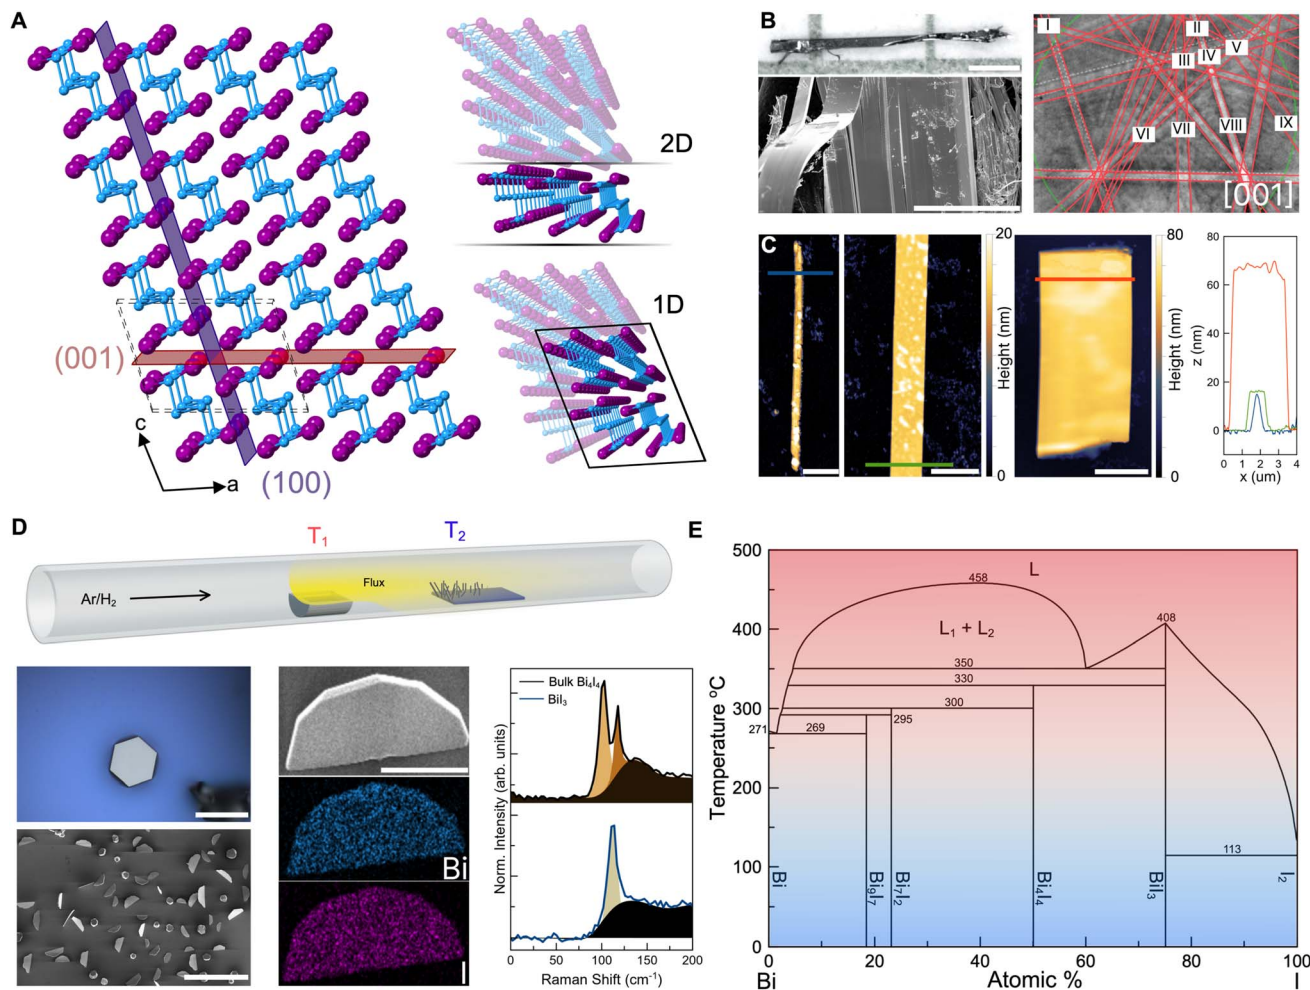 A
(001)
c
a
(100)
2D
1D
B
I
II
III
IV
V
VI
VII
VIII
IX
[001]
C
20
Height (nm)
0
80
Height (nm)
0
80
60
40
20
0
z (nm)
0 1 2 3 4
x (um)
D
T1
T2
Ar/H2
Flux
Bi
I
Norm. Intensity (arb. units)
Bulk Bi4I4
BiI3
0 50 100 150 200
Raman Shift (cm-1)
E
Temperature °C
500
400
300
200
100
0
L
458
L1 + L2
408
350
330
300
295
271
269
113
Bi
Bi9I7
Bi7I2
Bi4I4
BiI3
I2
0 20 40 60 80 100
Bi
Atomic %
I